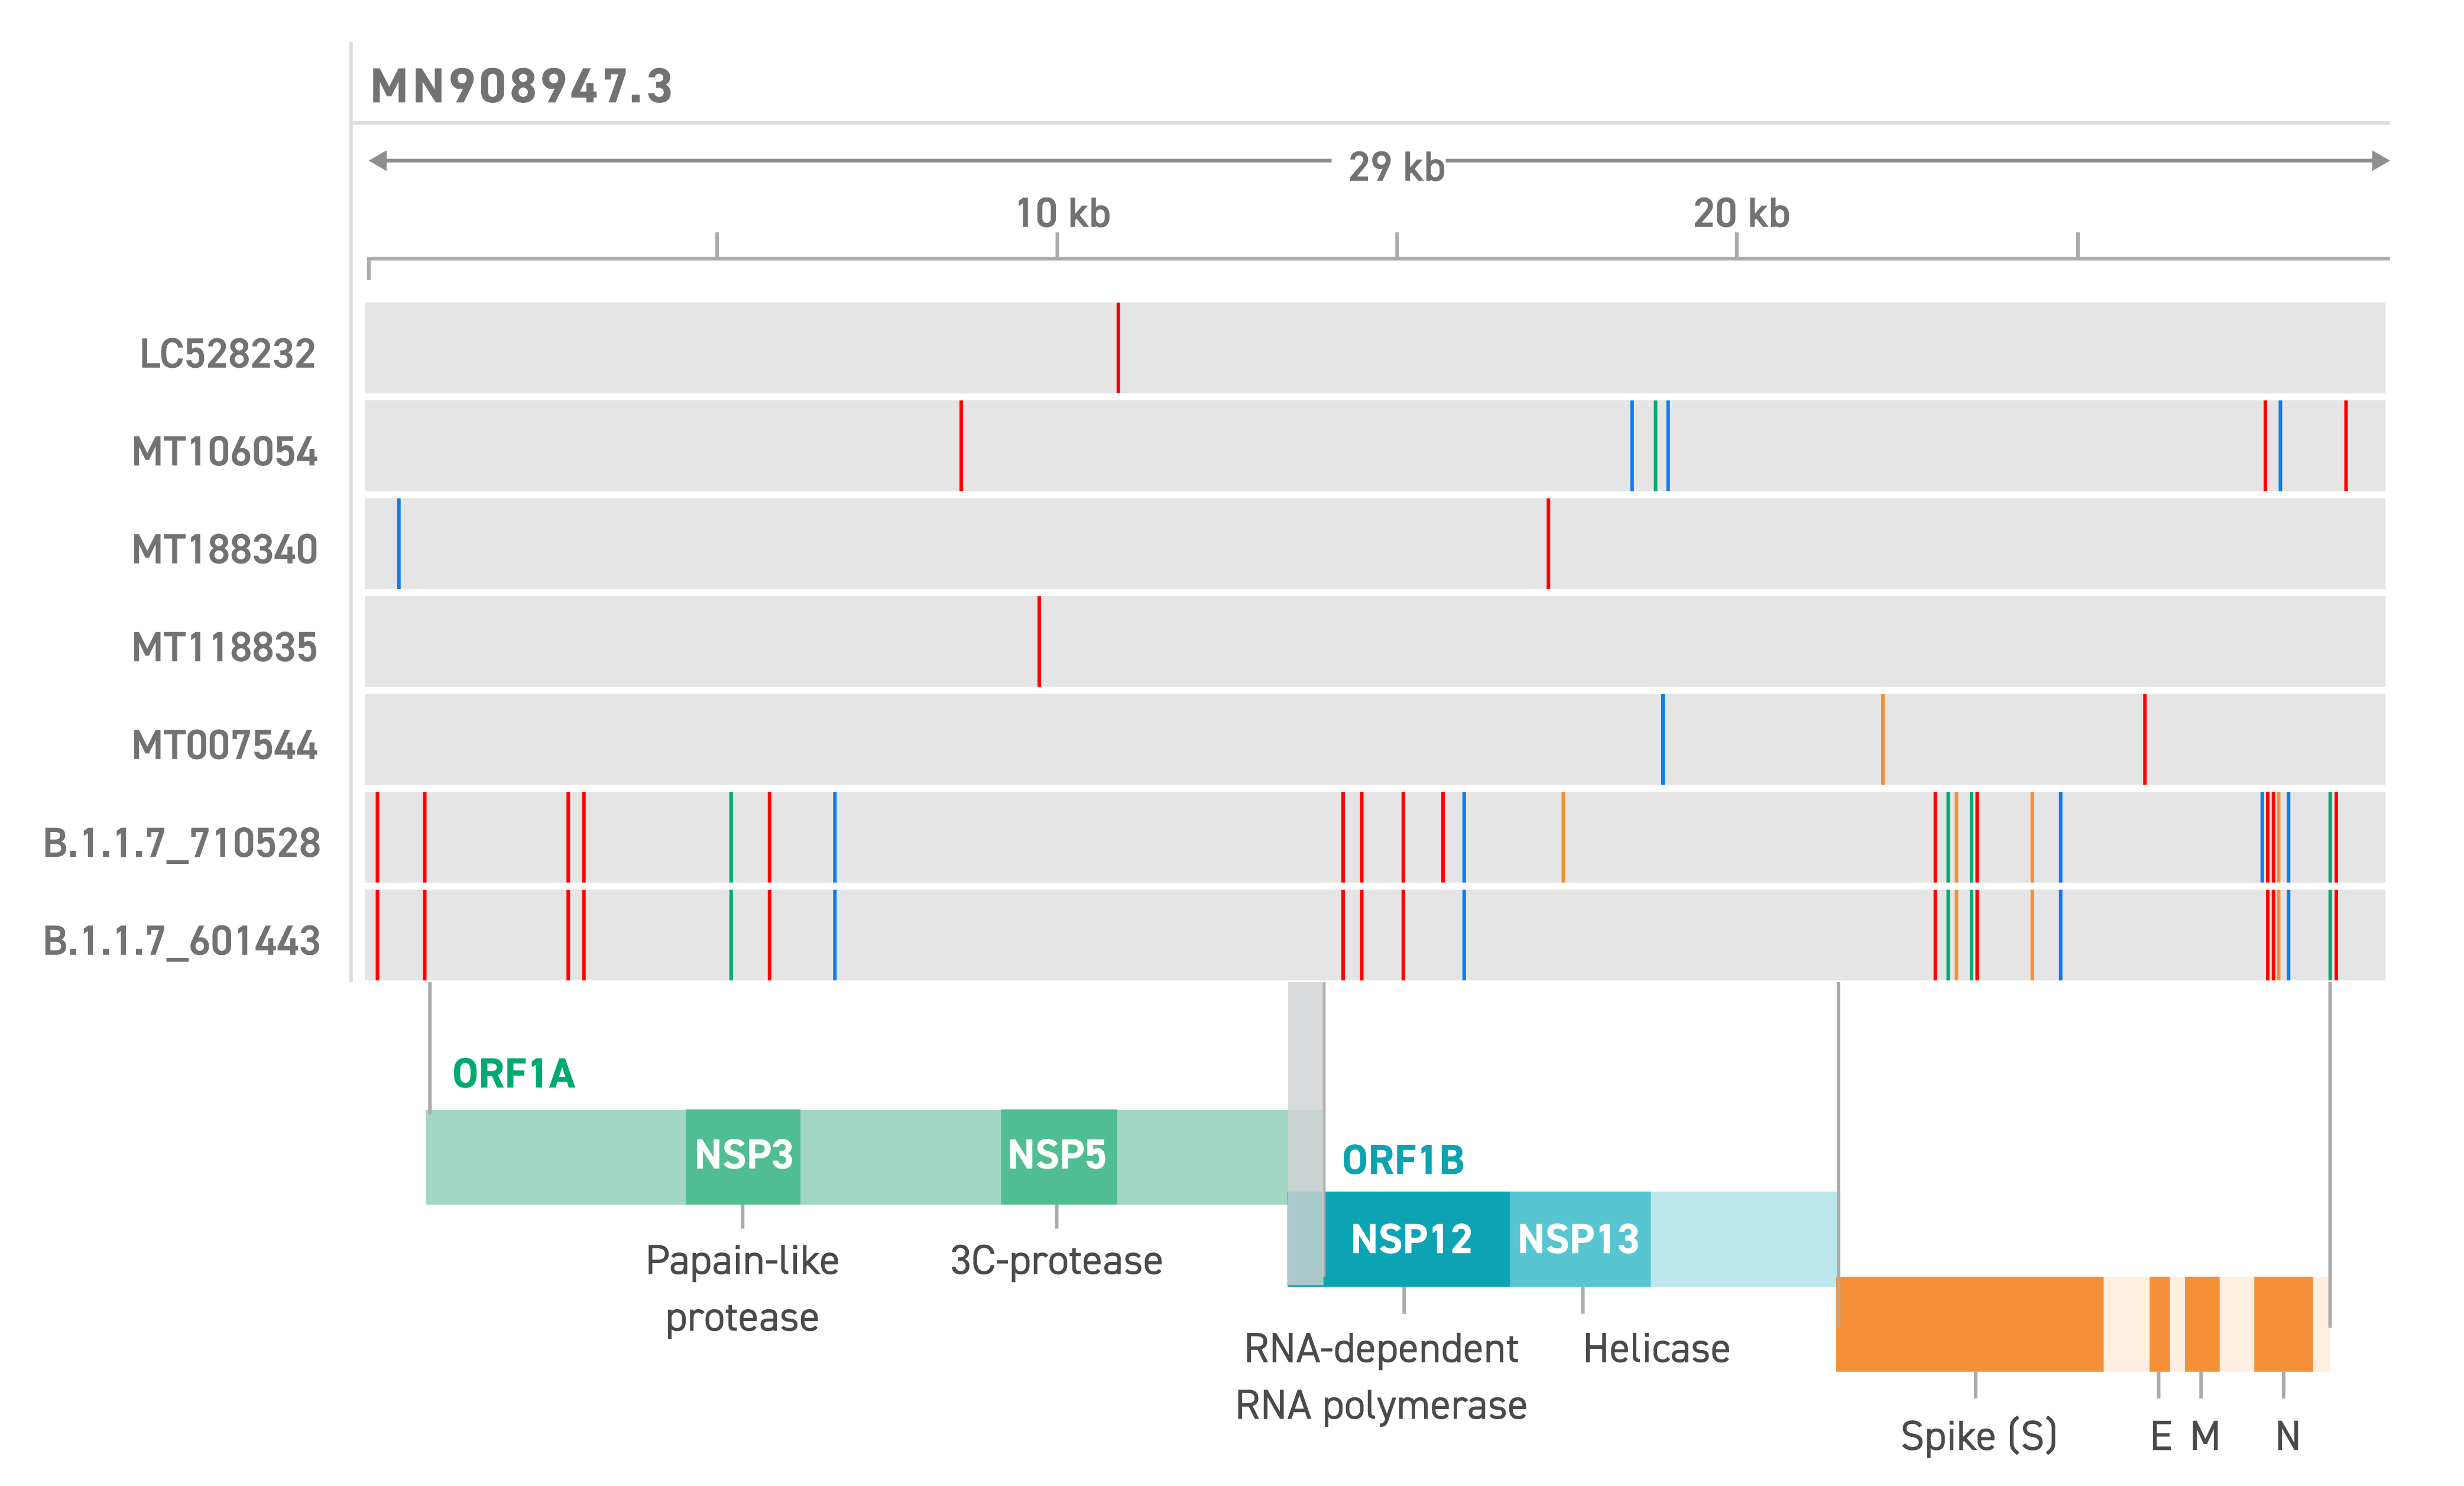 MN908947.3
29 kb
10 kb
20 kb
LC528232
MT106054
MT188340
MT118835
MT007544
B.1.1.7_710528
B.1.1.7_601443
ORF1A
NSP3
NSP5
Papain-like
protease
3C-protease
ORF1B
NSP12
NSP13
RNA-dependent
RNA polymerase
Helicase
Spike (S)
E
M
N